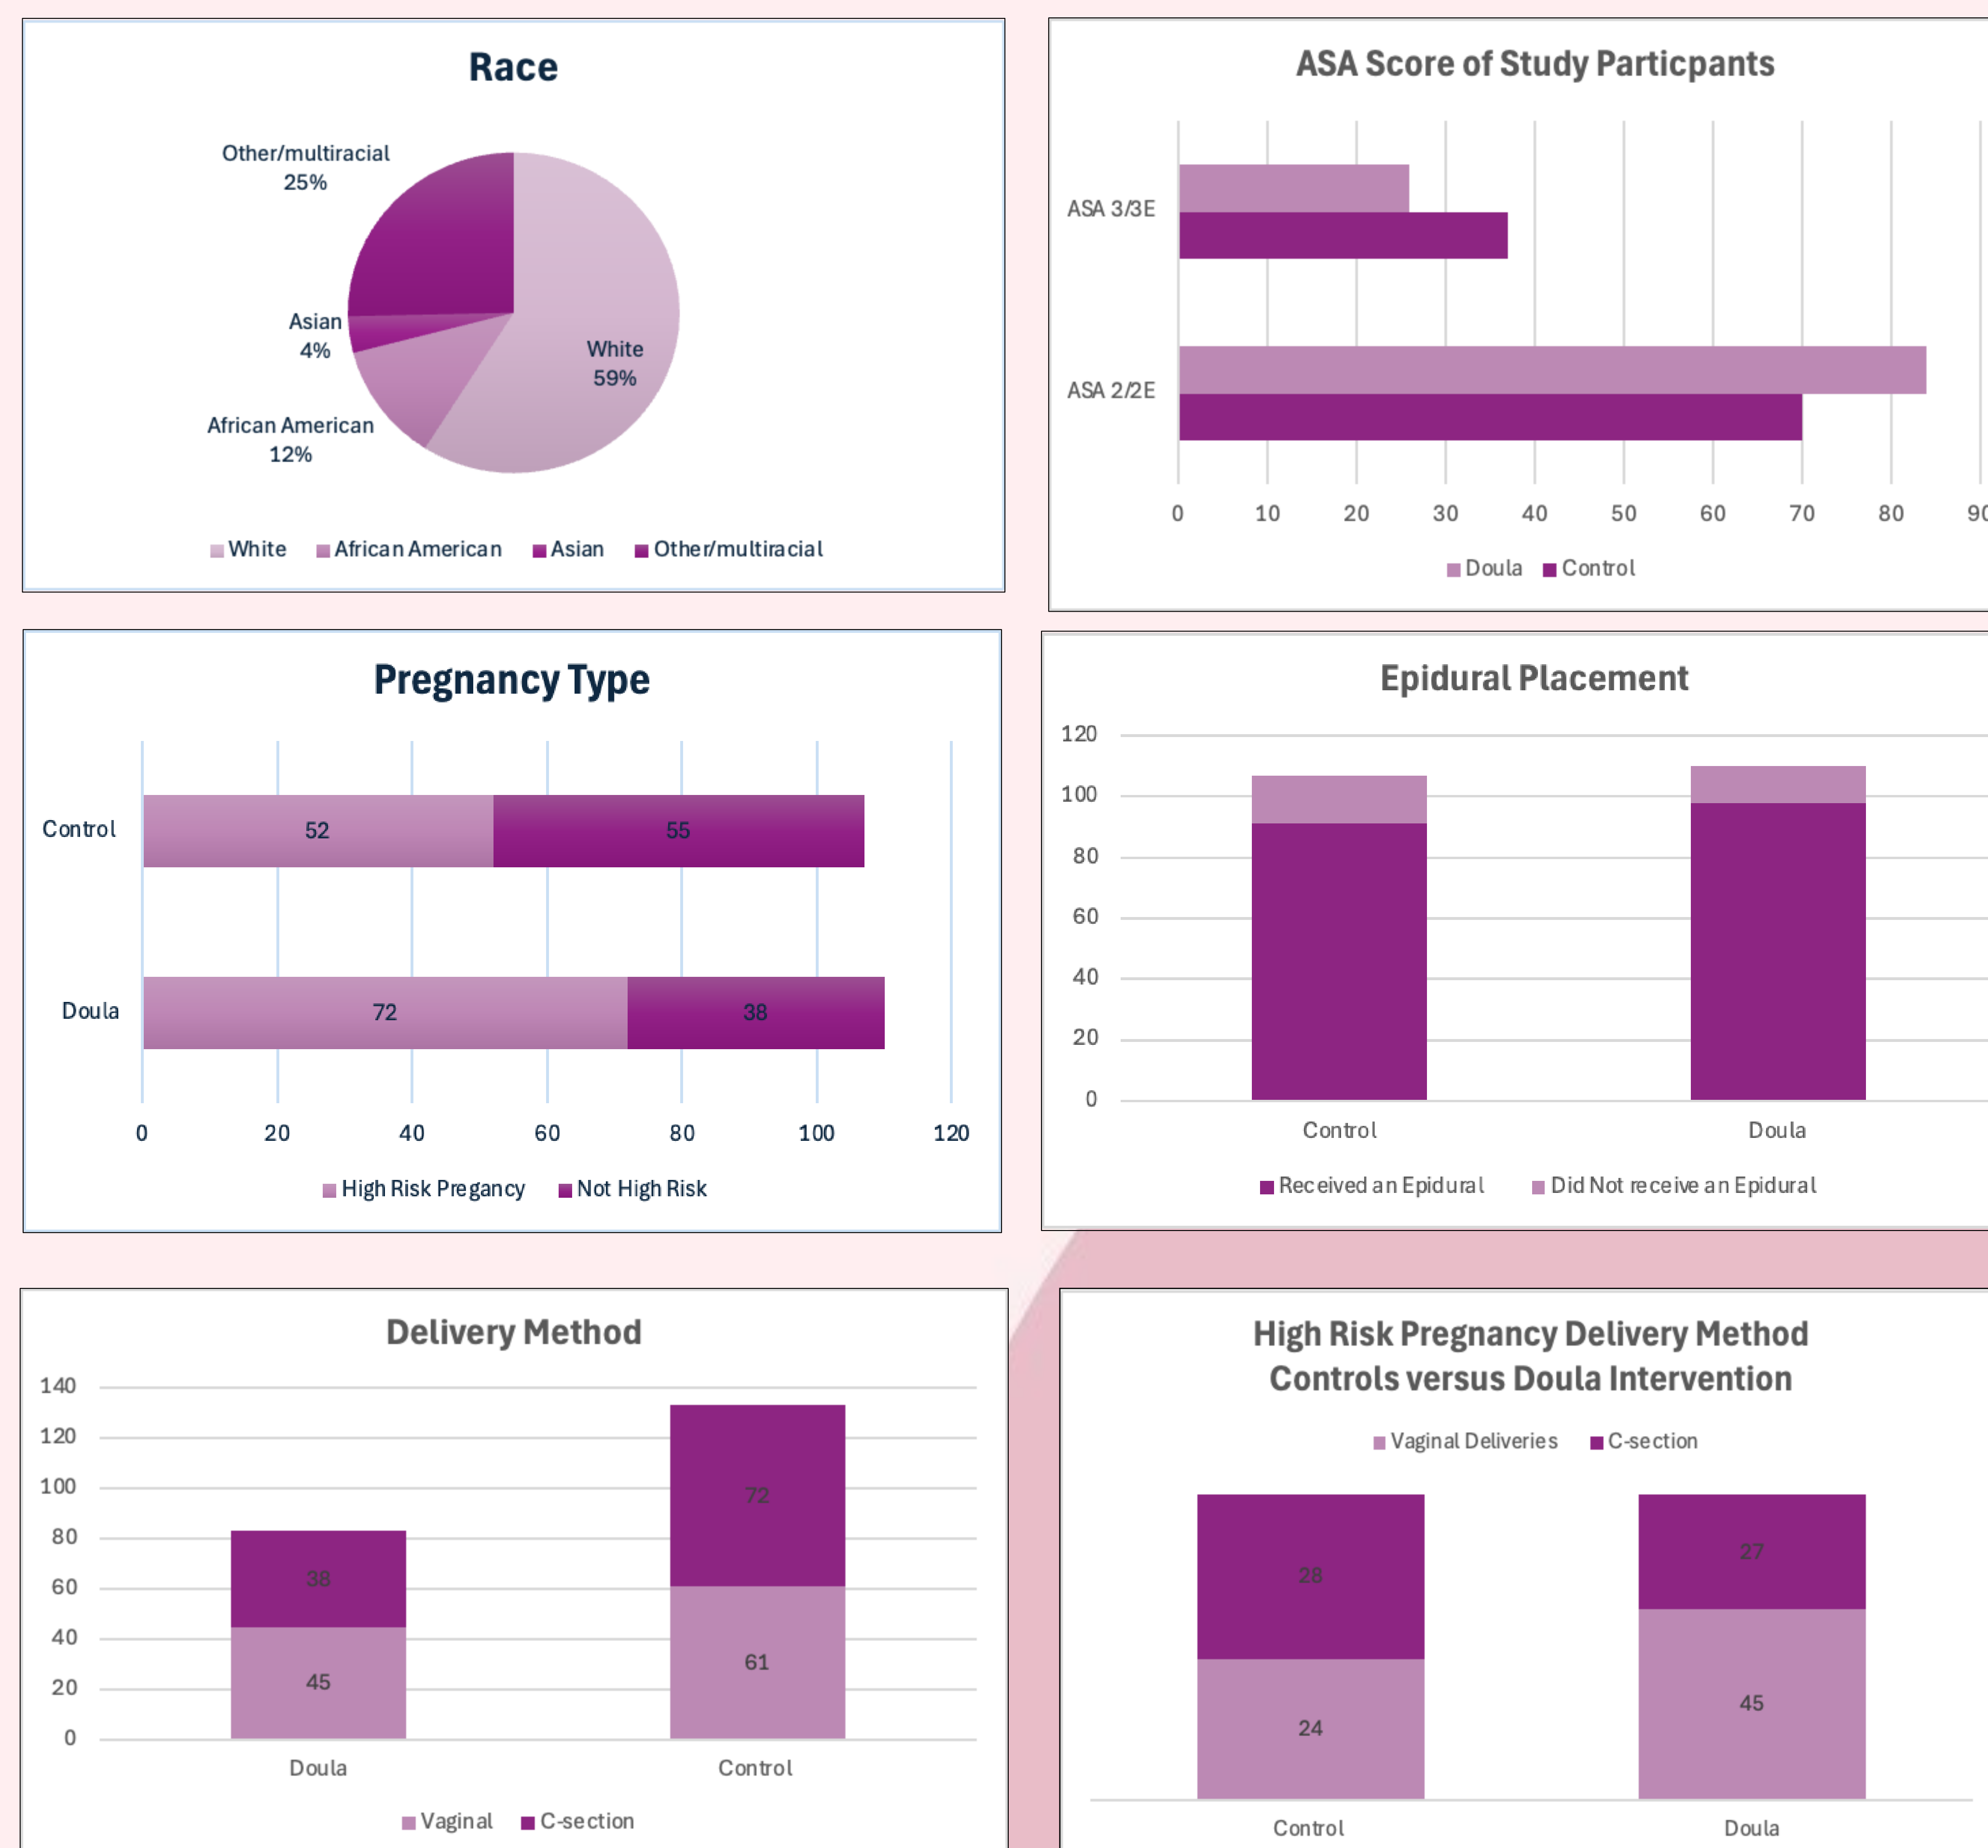 Race
Other/multiracial
25%
Asian
4%
White
59%
African American
12%
White African American Asian Other/multiracial
ASA Score of Study Particpants
ASA 3/3E
ASA 2/2E
0 10 20 30 40 50 60 70 80 90
Doula Control
Pregnancy Type
Control 52 55
Doula 72 38
0 20 40 60 80 100 120
High Risk Pregancy Not High Risk
Epidural Placement
120
100
80
60
40
20
0
Control Doula
Received an Epidural Did Not receive an Epidural
Delivery Method
140
120
100
80
60
40
20
0
72
38
61
45
Doula Control
Vaginal C-section
High Risk Pregnancy Delivery Method
Controls versus Doula Intervention
Vaginal Deliveries C-section
28 27
24 45
Control Doula